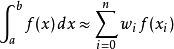 ∫_a^b f(x) dx ≈ ∑_{i=0}^n w_i f(x_i)